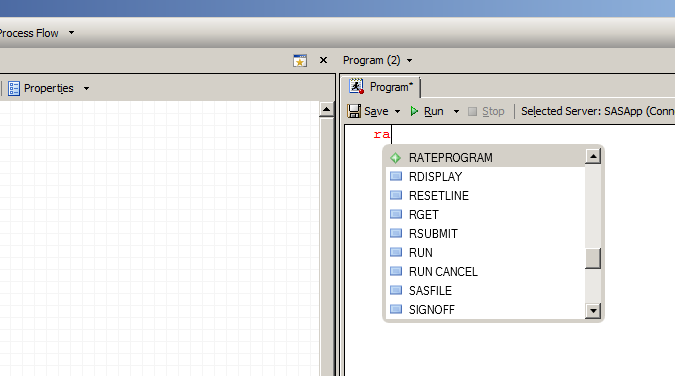 Process Flow
Program (2)
Properties
Program*
Save Run Stop Selected Server: SASApp (Conn
ra
RATEPROGRAM
RDISPLAY
RESETLINE
RGET
RSUBMIT
RUN
RUN CANCEL
SASFILE
SIGNOFF